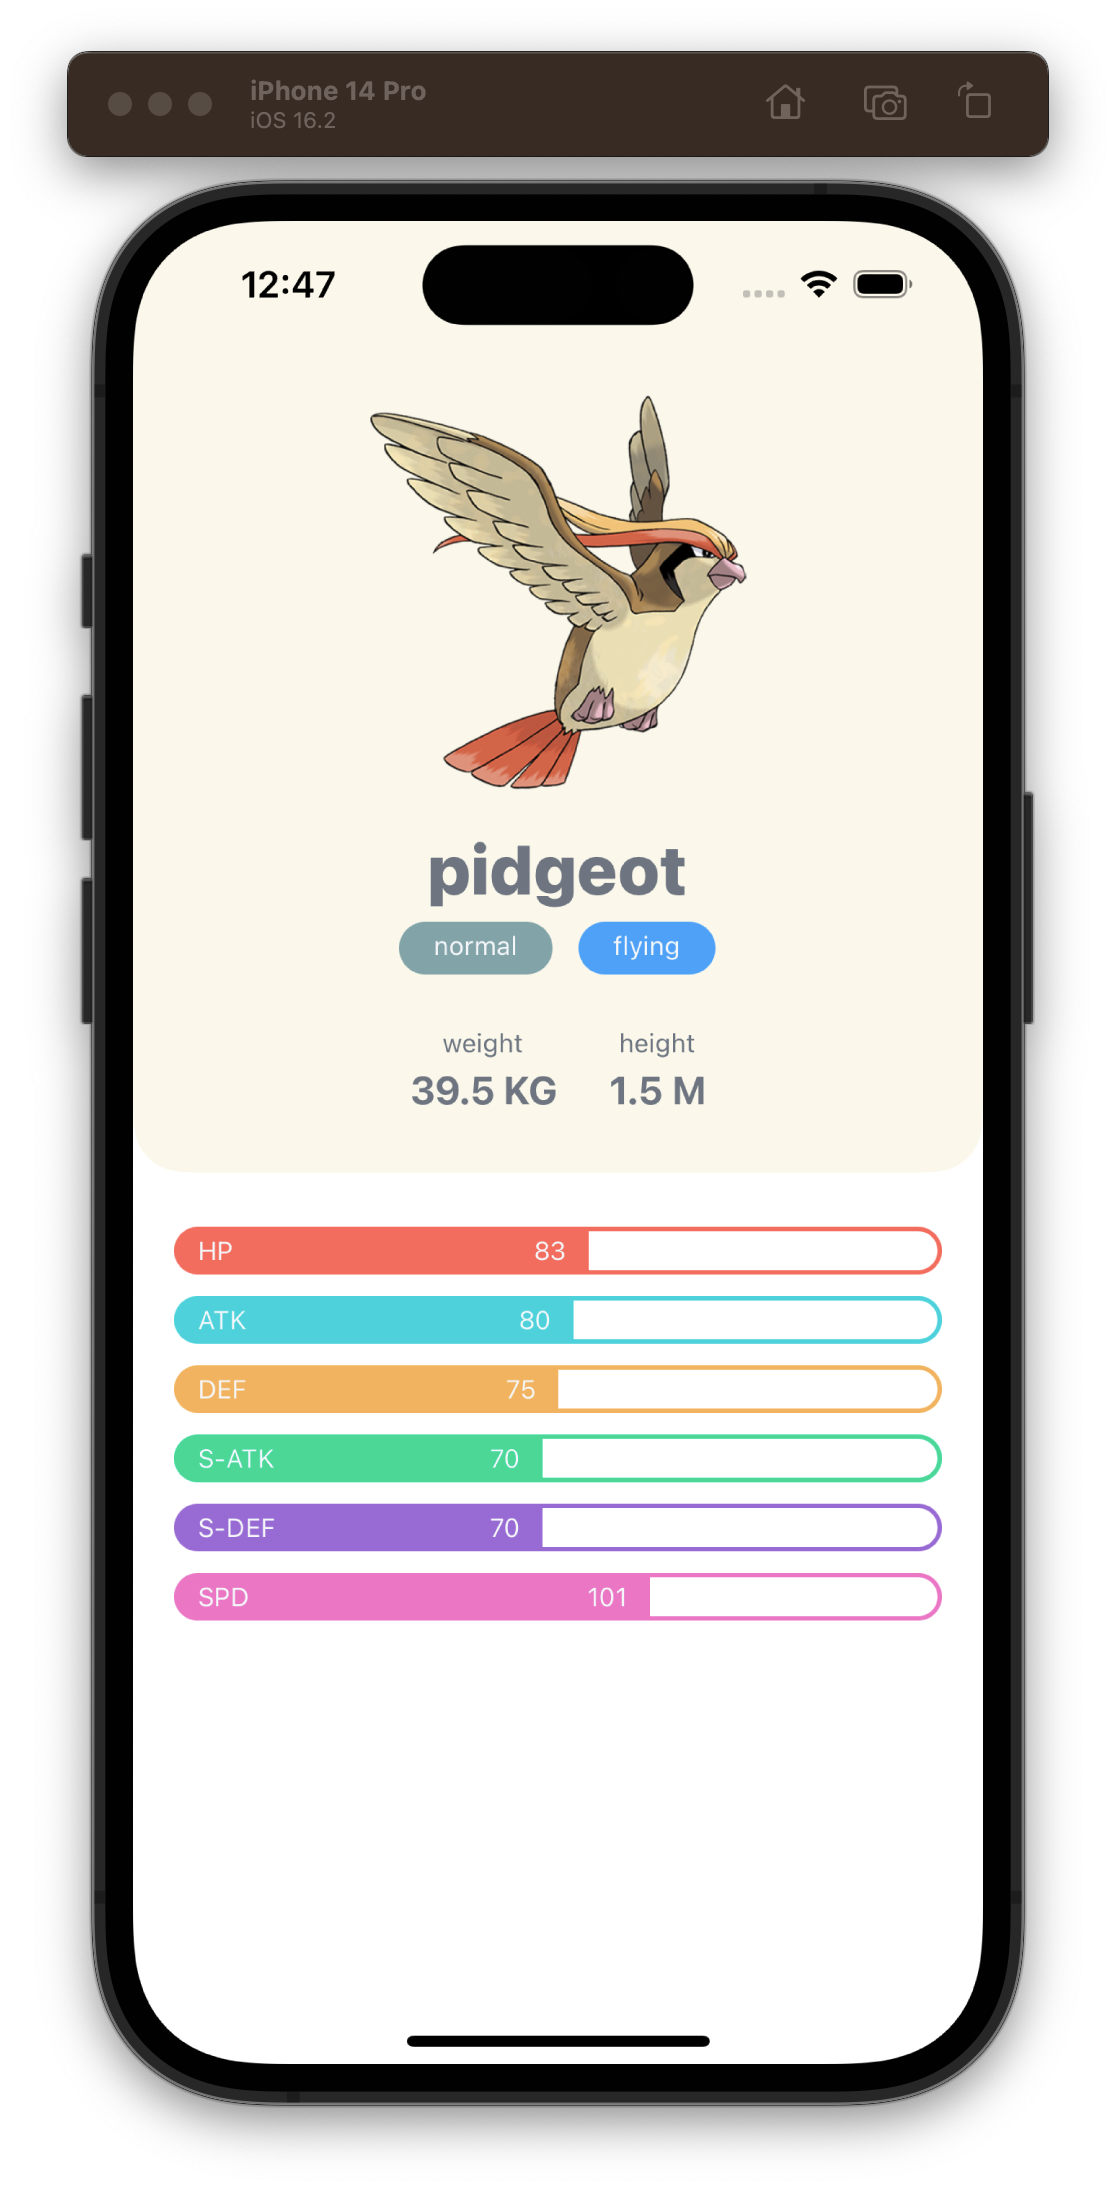 iPhone 14 Pro
iOS 16.2
12:47
pidgeot
normal flying
weight height
39.5 KG 1.5 M
HP 83
ATK 80
DEF 75
S-ATK 70
S-DEF 70
SPD 101